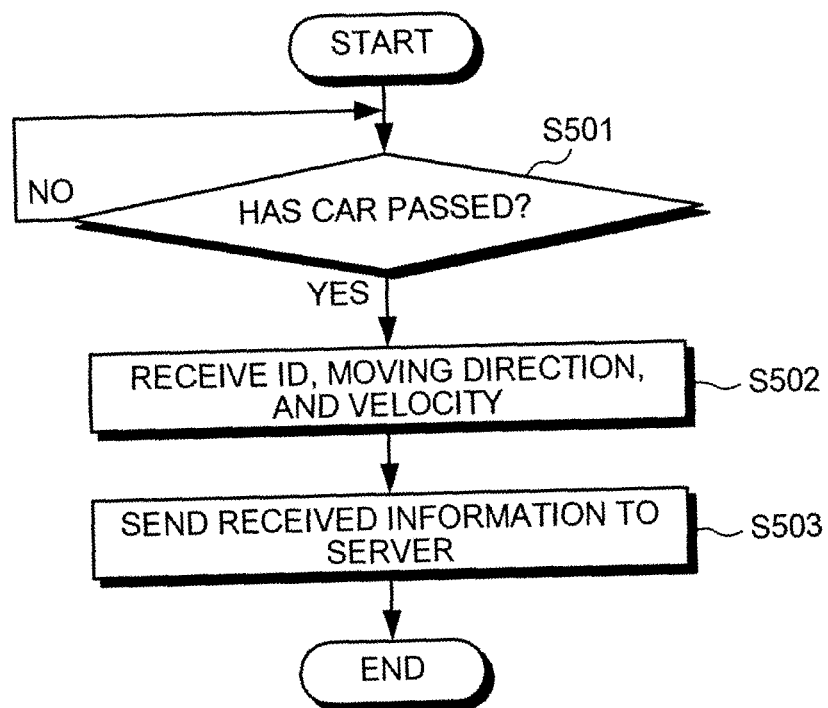 START
S501
NO
HAS CAR PASSED?
YES
RECEIVE ID, MOVING DIRECTION,
AND VELOCITY
S502
SEND RECEIVED INFORMATION TO
SERVER
S503
END